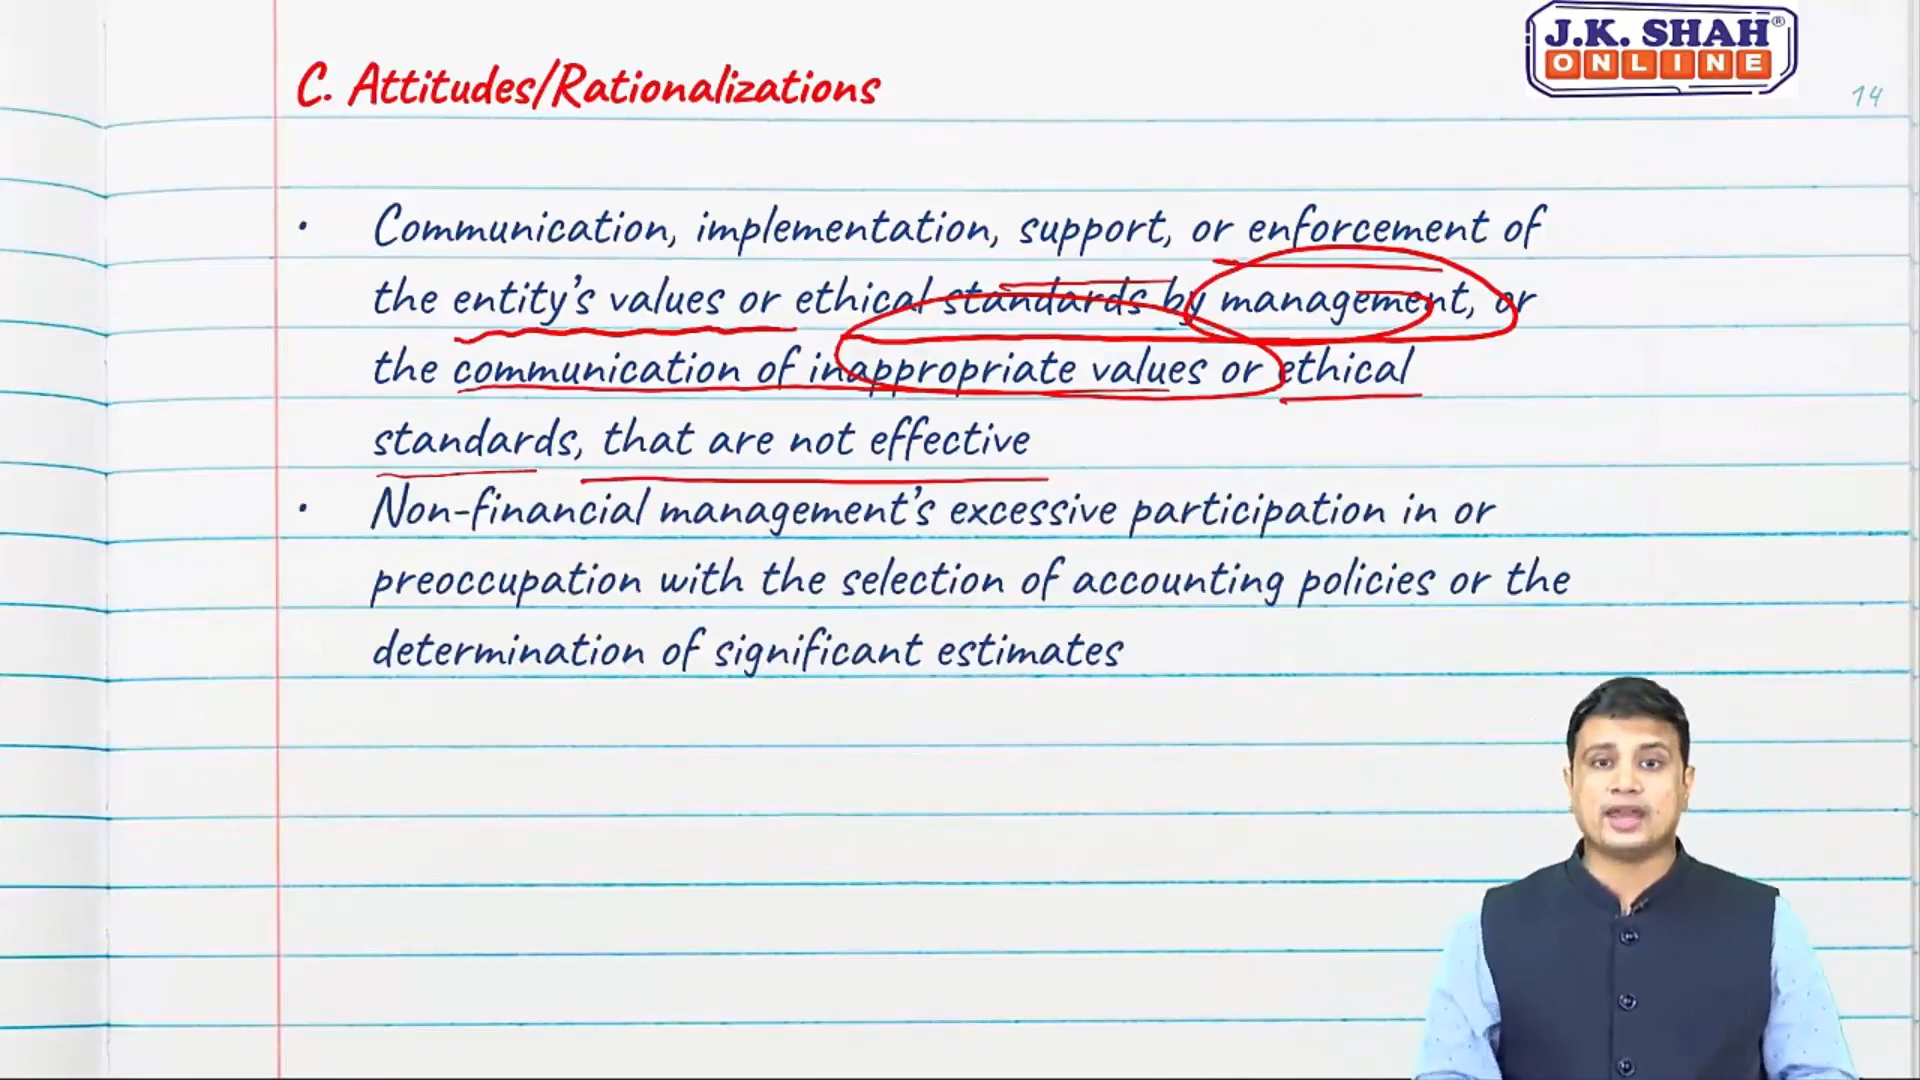 J.K. SHAH®
ONLINE
14
C. Attitudes/Rationalizations
• Communication, implementation, support, or enforcement of
the entity's values or ethical standards by management, or
the communication of inappropriate values or ethical
standards, that are not effective
• Non-financial management's excessive participation in or
preoccupation with the selection of accounting policies or the
determination of significant estimates